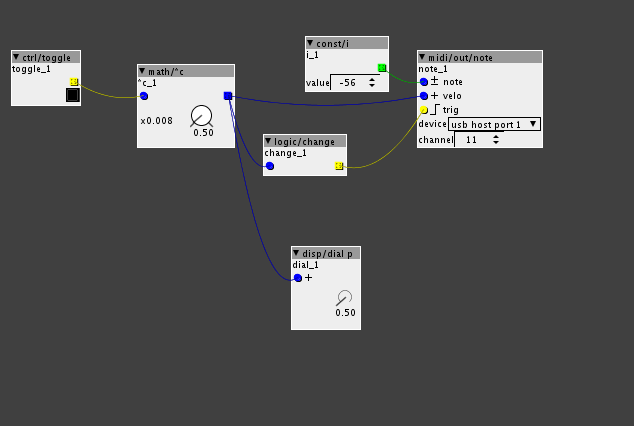 ctrl/toggle
toggle_1
math/*c
*c_1
x0.008
0.50
const/i
i_1
value -56
midi/out/note
note_1
± note
+ velo
trig
device usb host port 1
channel 11
logic/change
change_1
disp/dial p
dial_1
+
0.50